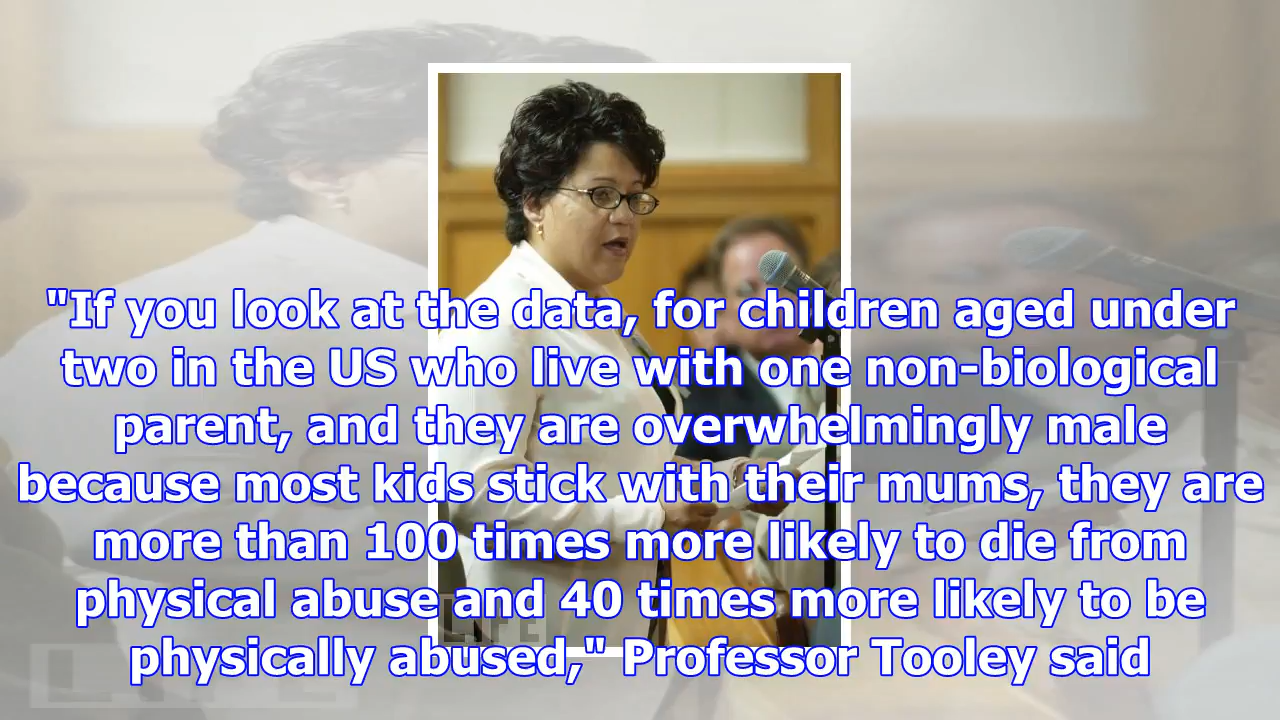 "If you look at the data, for children aged under
two in the US who live with one non-biological
parent, and they are overwhelmingly male
because most kids stick with their mums, they are
more than 100 times more likely to die from
physical abuse and 40 times more likely to be
physically abused," Professor Tooley said
LIFE